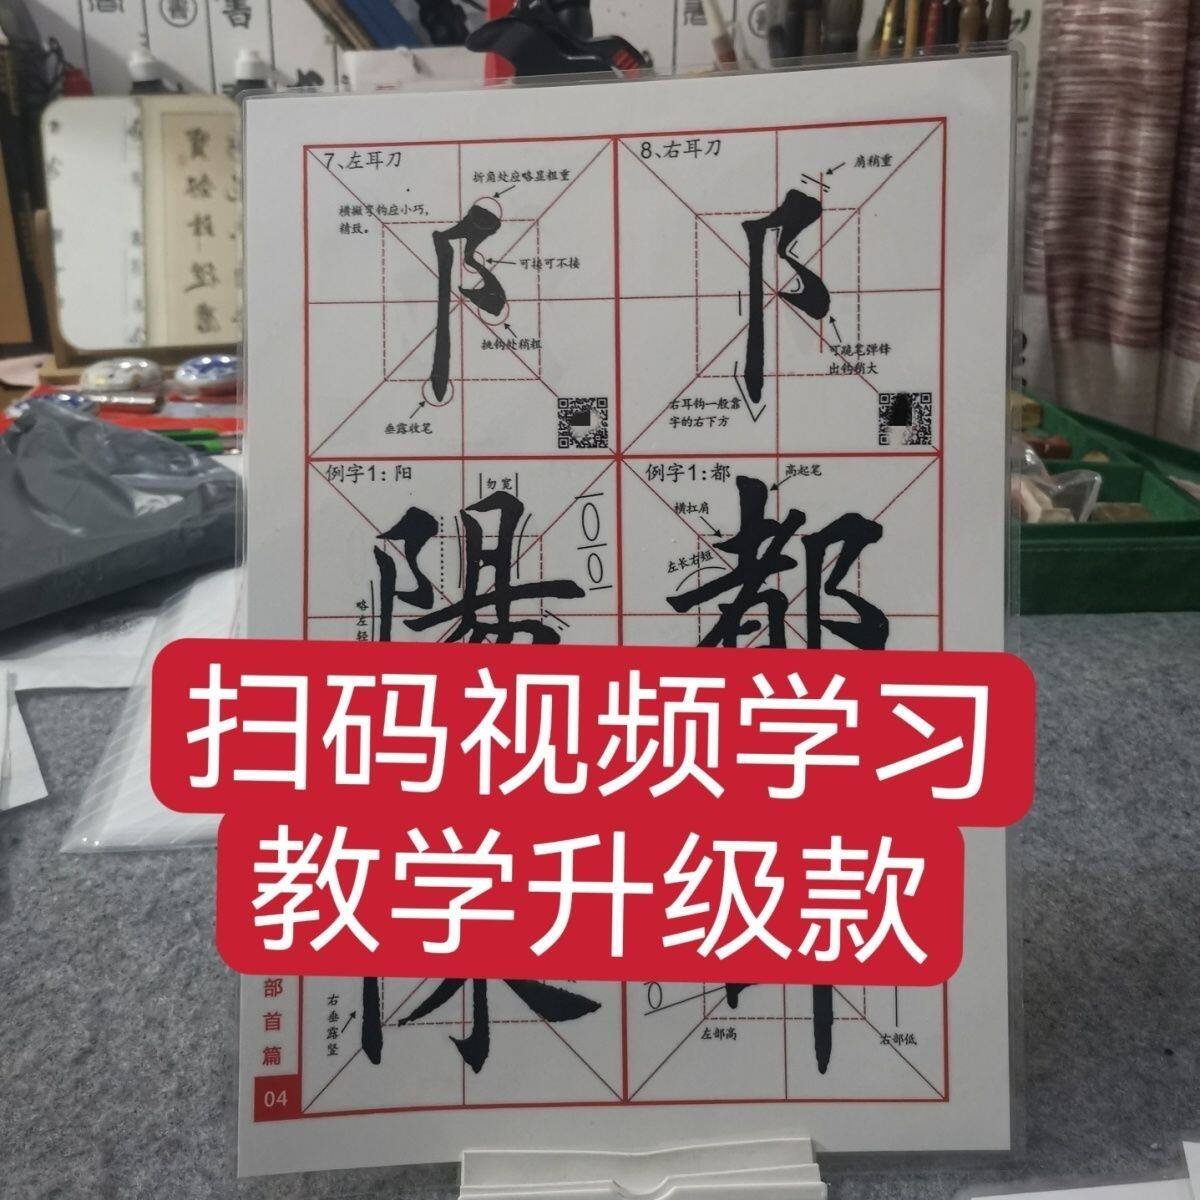 7、左耳刀
折角处应略显粗重
横撇弯钩应小巧，
精致。
可接可不接
挑钩处稍粗
垂露收笔
8、右耳刀
肩稍重
可跪笔弹锋
出钩稍大
右耳钩一般靠
字的右下方
例字1：阳
勿宽
陽
略左轻
例字1：都
高起笔
横扛肩
左长右短
都
扫码视频学习
教学升级款
右垂露竖
左部高
右部低
部首篇
04